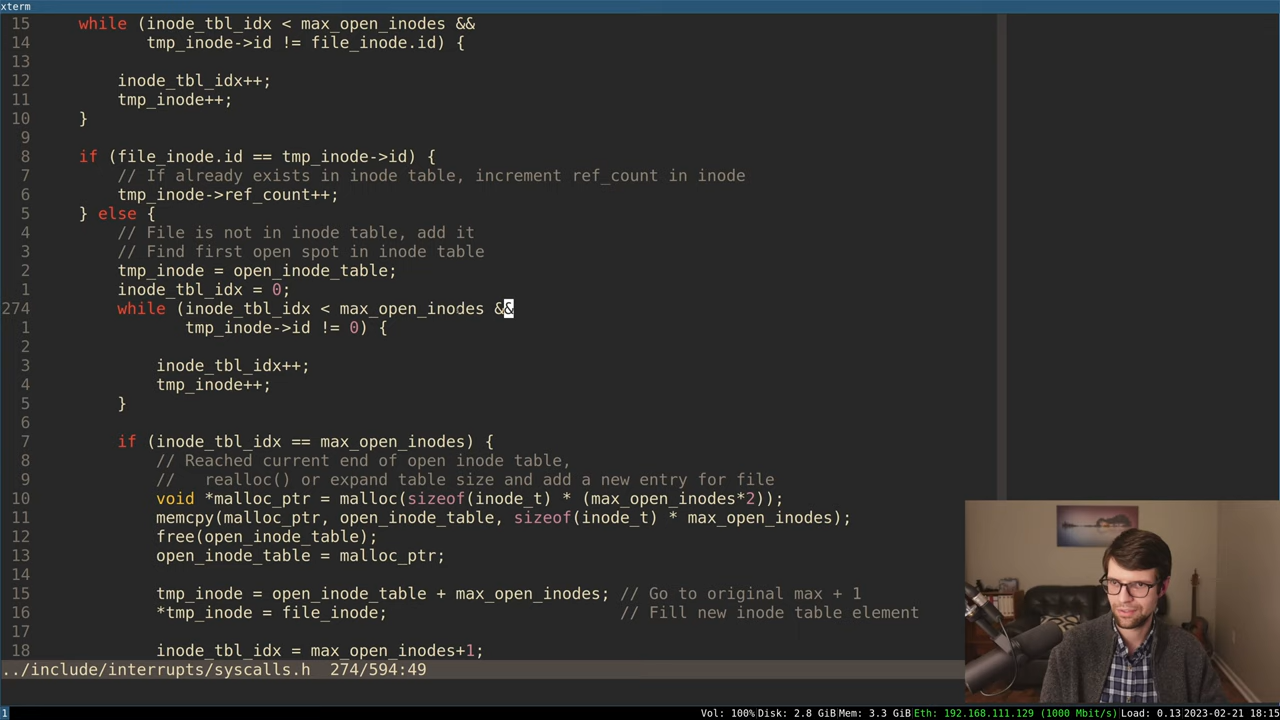 xterm
15     while (inode_tbl_idx < max_open_inodes &&
14            tmp_inode->id != file_inode.id) {
13
12         inode_tbl_idx++;
11         tmp_inode++;
10     }
9
8     if (file_inode.id == tmp_inode->id) {
7         // If already exists in inode table, increment ref_count in inode
6         tmp_inode->ref_count++;
5     } else {
4         // File is not in inode table, add it
3         // Find first open spot in inode table
2         tmp_inode = open_inode_table;
1         inode_tbl_idx = 0;
274         while (inode_tbl_idx < max_open_inodes &&
1                tmp_inode->id != 0) {
2
3             inode_tbl_idx++;
4             tmp_inode++;
5         }
6
7         if (inode_tbl_idx == max_open_inodes) {
8             // Reached current end of open inode table,
9             //   realloc() or expand table size and add a new entry for file
10             void *malloc_ptr = malloc(sizeof(inode_t) * (max_open_inodes*2));
11             memcpy(malloc_ptr, open_inode_table, sizeof(inode_t) * max_open_inodes);
12             free(open_inode_table);
13             open_inode_table = malloc_ptr;
14
15             tmp_inode = open_inode_table + max_open_inodes; // Go to original max + 1
16             *tmp_inode = file_inode;                        // Fill new inode table element
17
18             inode_tbl_idx = max_open_inodes+1;
../include/interrupts/syscalls.h  274/594:49
1 Vol: 100% Disk: 2.8 GiB Mem: 3.3 GiB Eth: 192.168.111.129 (1000 Mbit/s) Load: 0.13 2023-02-21 18:15